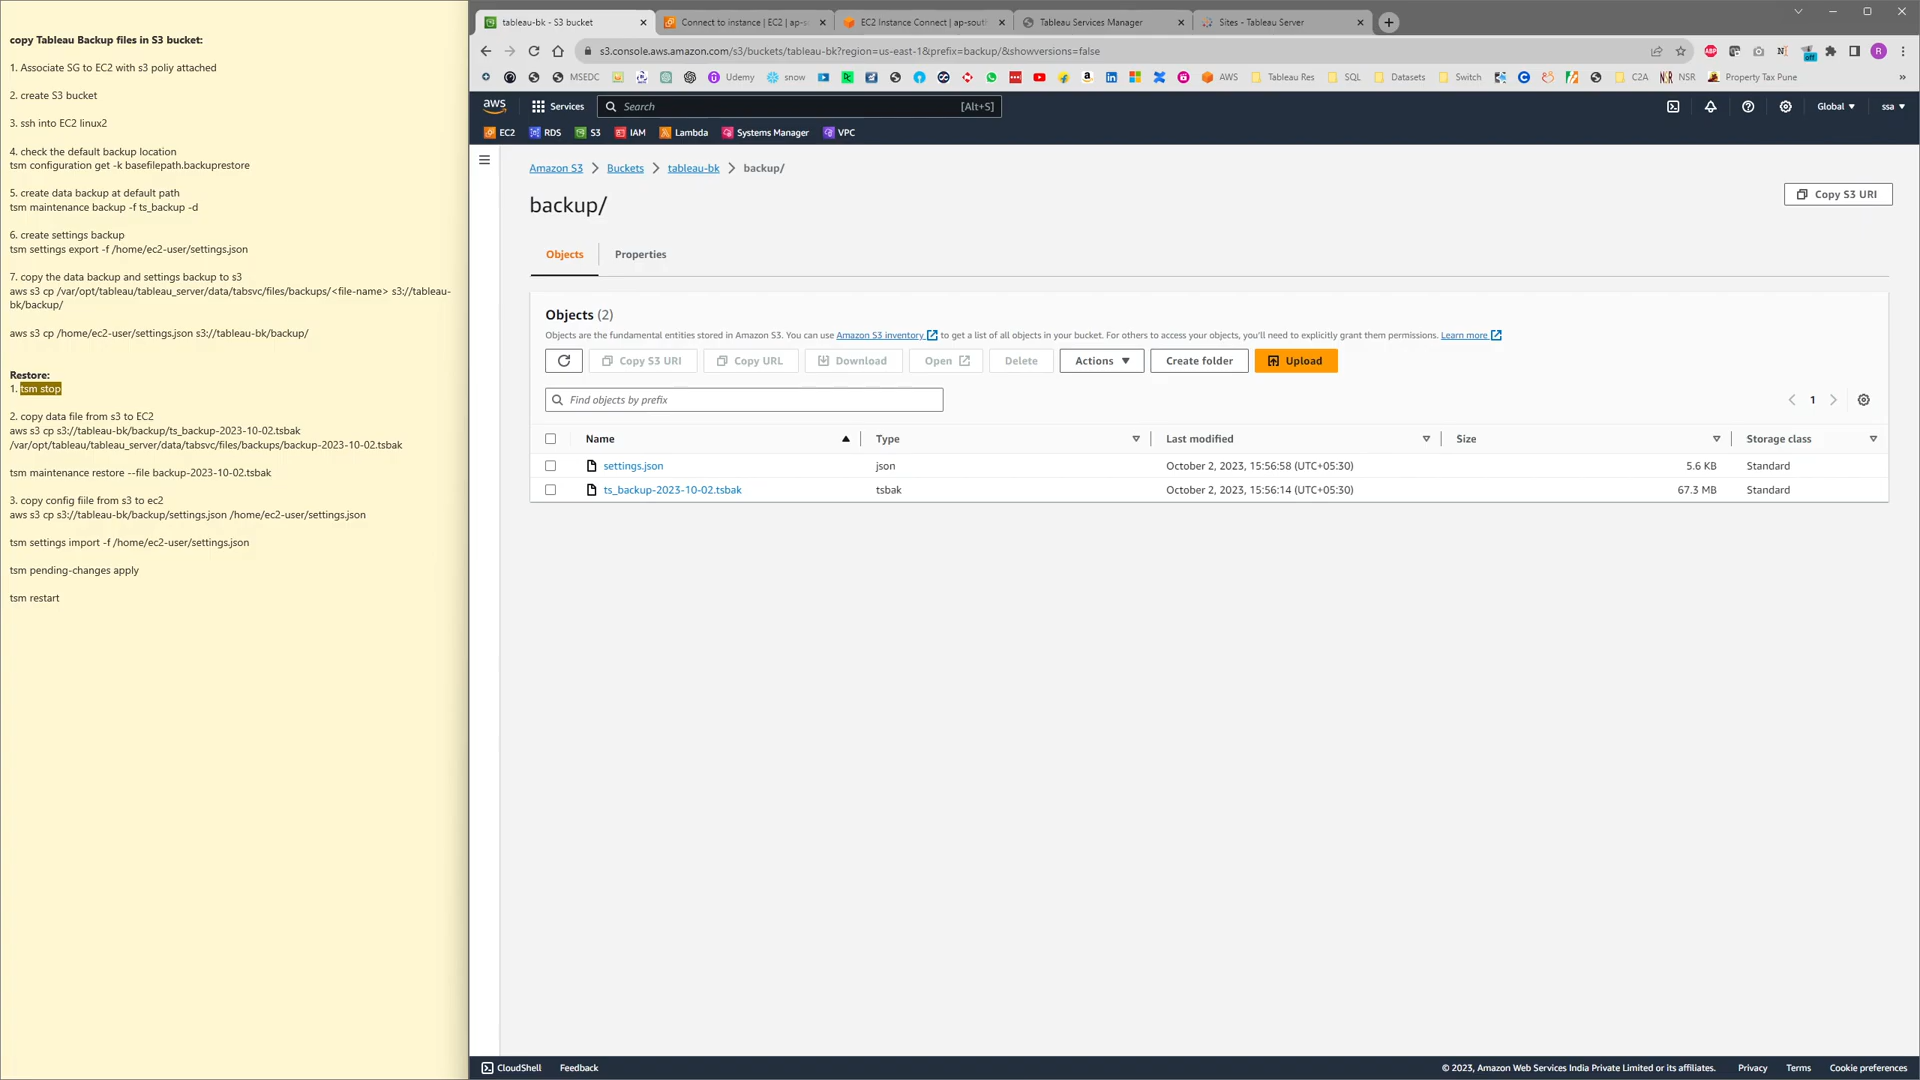 copy Tableau Backup files in S3 bucket:
1. Associate SG to EC2 with s3 poliy attached
2. create S3 bucket
3. ssh into EC2 linux2
4. check the default backup location
tsm configuration get -k basefilepath.backuprestore
5. create data backup at default path
tsm maintenance backup -f ts_backup -d
6. create settings backup
tsm settings export -f /home/ec2-user/settings.json
7. copy the data backup and settings backup to s3
aws s3 cp /var/opt/tableau/tableau_server/data/tabsvc/files/backups/<file-name> s3://tableau-
bk/backup/
aws s3 cp /home/ec2-user/settings.json s3://tableau-bk/backup/
Restore:
1. tsm stop
2. copy data file from s3 to EC2
aws s3 cp s3://tableau-bk/backup/ts_backup-2023-10-02.tsbak
/var/opt/tableau/tableau_server/data/tabsvc/files/backups/backup-2023-10-02.tsbak
tsm maintenance restore --file backup-2023-10-02.tsbak
3. copy config fiile from s3 to ec2
aws s3 cp s3://tableau-bk/backup/settings.json /home/ec2-user/settings.json
tsm settings import -f /home/ec2-user/settings.json
tsm pending-changes apply
tsm restart
tableau-bk - S3 bucket
Connect to instance | EC2 | ap-s
EC2 Instance Connect | ap-sout
Tableau Services Manager
Sites - Tableau Server
s3.console.aws.amazon.com/s3/buckets/tableau-bk?region=us-east-1&prefix=backup/&showversions=false
MSEDC Udemy snow AWS Tableau Res SQL Datasets Switch C2A NSR Property Tax Pune »
aws Services Search [Alt+S] Global ssa
EC2 RDS S3 IAM Lambda Systems Manager VPC
Amazon S3 Buckets tableau-bk backup/
backup/
Copy S3 URI
Objects Properties
Objects (2)
Objects are the fundamental entities stored in Amazon S3. You can use Amazon S3 inventory to get a list of all objects in your bucket. For others to access your objects, you'll need to explicitly grant them permissions. Learn more
Copy S3 URI Copy URL Download Open Delete Actions Create folder Upload
Find objects by prefix
1
Name Type Last modified Size Storage class
settings.json json October 2, 2023, 15:56:58 (UTC+05:30) 5.6 KB Standard
ts_backup-2023-10-02.tsbak tsbak October 2, 2023, 15:56:14 (UTC+05:30) 67.3 MB Standard
CloudShell Feedback © 2023, Amazon Web Services India Private Limited or its affiliates. Privacy Terms Cookie preferences